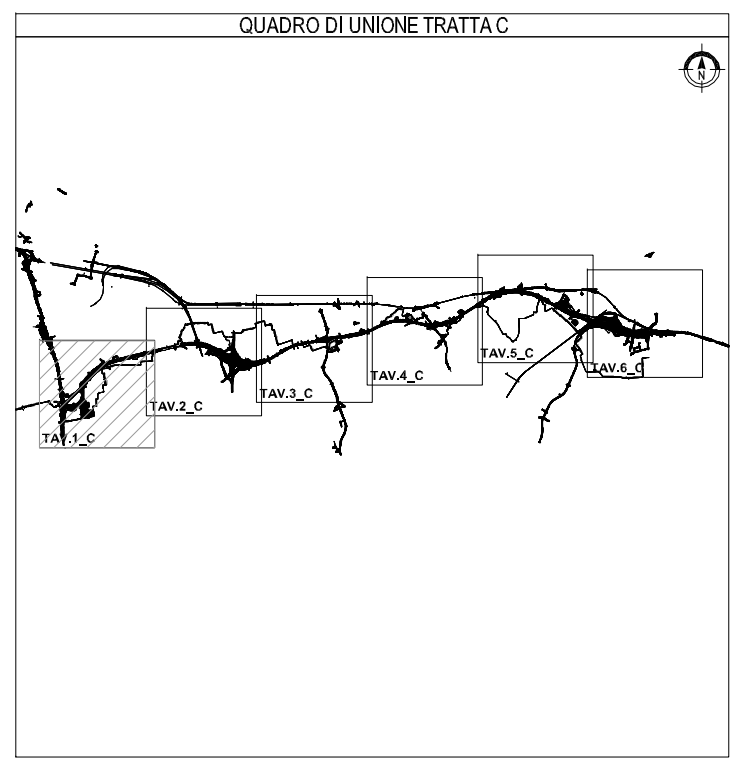 QUADRO DI UNIONE TRATTA C
N
TAV.5_C
TAV.6_C
TAV.4_C
TAV.3_C
TAV.2_C
TAV.1_C